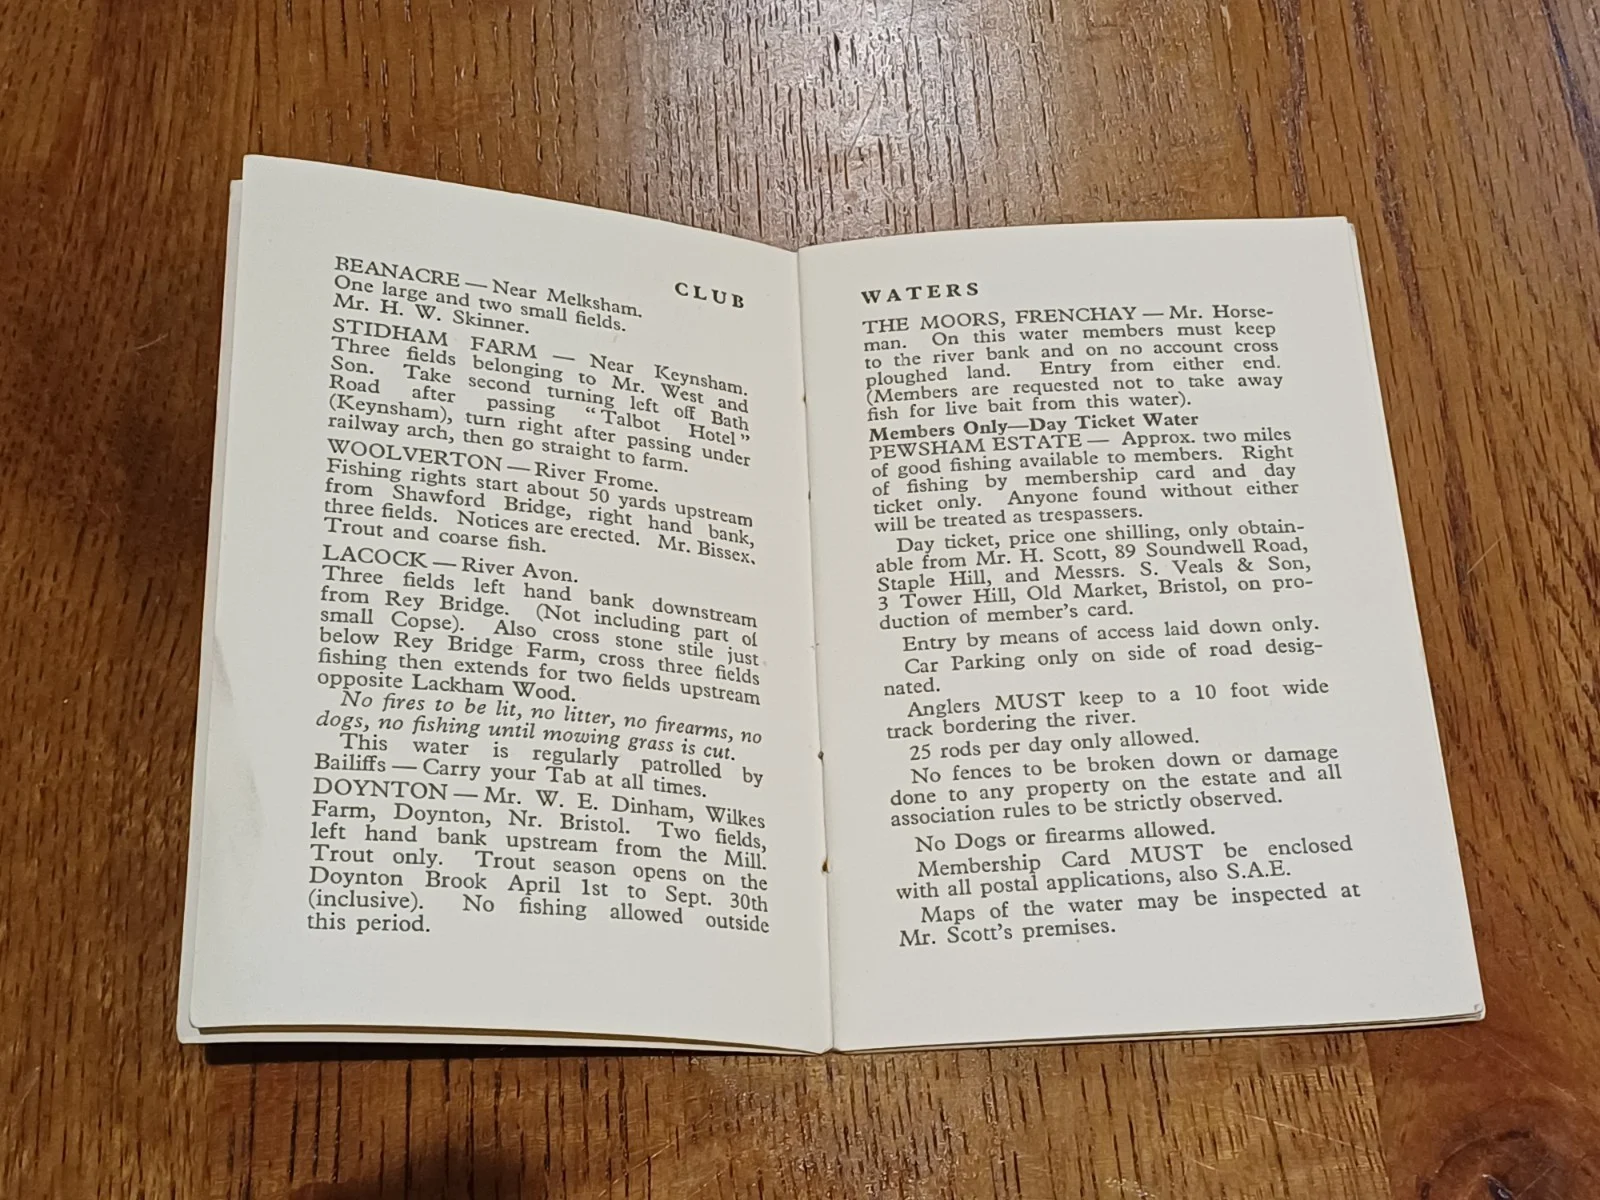 CLUB
BEANACRE — Near Melksham.
One large and two small fields.
Mr. H. W. Skinner.
STIDHAM FARM — Near Keynsham.
Three fields belonging to Mr. West and
Son. Take second turning left off Bath
Road after passing "Talbot Hotel"
(Keynsham), turn right after passing under
railway arch, then go straight to farm.
WOOLVERTON — River Frome.
Fishing rights start about 50 yards upstream
from Shawford Bridge, right hand bank,
three fields. Notices are erected. Mr. Bissex.
Trout and coarse fish.
LACOCK — River Avon.
Three fields left hand bank downstream
from Rey Bridge. (Not including part of
small Copse). Also cross stone stile just
below Rey Bridge Farm, cross three fields
fishing then extends for two fields upstream
opposite Lackham Wood.
No fires to be lit, no litter, no firearms, no
dogs, no fishing until mowing grass is cut.
This water is regularly patrolled by
Bailiffs — Carry your Tab at all times.
DOYNTON — Mr. W. E. Dinham, Wilkes
Farm, Doynton, Nr. Bristol. Two fields,
left hand bank upstream from the Mill.
Trout only. Trout season opens on the
Doynton Brook April 1st to Sept. 30th
(inclusive). No fishing allowed outside
this period.
WATERS
THE MOORS, FRENCHAY — Mr. Horse-
man. On this water members must keep
to the river bank and on no account cross
ploughed land. Entry from either end.
(Members are requested not to take away
fish for live bait from this water).
Members Only—Day Ticket Water
PEWSHAM ESTATE — Approx. two miles
of good fishing available to members. Right
of fishing by membership card and day
ticket only. Anyone found without either
will be treated as trespassers.
Day ticket, price one shilling, only obtain-
able from Mr. H. Scott, 89 Soundwell Road,
Staple Hill, and Messrs. S. Veals & Son,
3 Tower Hill, Old Market, Bristol, on pro-
duction of member's card.
Entry by means of access laid down only.
Car Parking only on side of road desig-
nated.
Anglers MUST keep to a 10 foot wide
track bordering the river.
25 rods per day only allowed.
No fences to be broken down or damage
done to any property on the estate and all
association rules to be strictly observed.
No Dogs or firearms allowed.
Membership Card MUST be enclosed
with all postal applications, also S.A.E.
Maps of the water may be inspected at
Mr. Scott's premises.